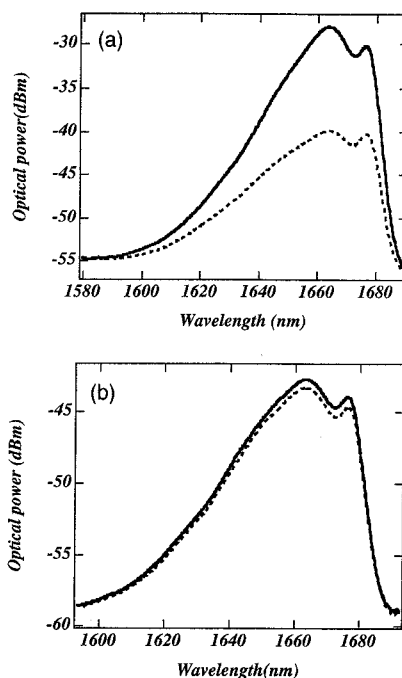 (a)
Optical power(dBm)
-30
-35
-40
-45
-50
-55
1580 1600 1620 1640 1660 1680
Wavelength (nm)
(b)
Optical power (dBm)
-45
-50
-55
-60
1600 1620 1640 1660 1680
Wavelength(nm)